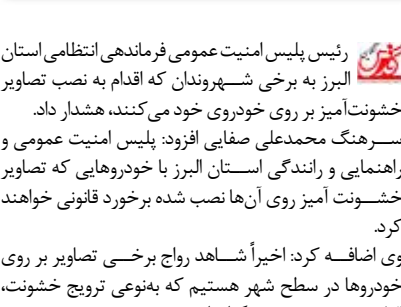 قدس رئیس پلیس امنیت عمومی فرماندهی انتظامی استان
البرز به برخی شهروندان که اقدام به نصب تصاویر
خشونت‌آمیز بر روی خودروی خود می‌کنند، هشدار داد.
سرهنگ محمدعلی صفایی افزود: پلیس امنیت عمومی و
راهنمایی و رانندگی استان البرز با خودروهایی که تصاویر
خشونت آمیز روی آن‌ها نصب شده برخورد قانونی خواهند
کرد.
وی اضافه کرد: اخیرأ شاهد رواج برخی تصاویر بر روی
خودروها در سطح شهر هستیم که به‌نوعی ترویج خشونت،